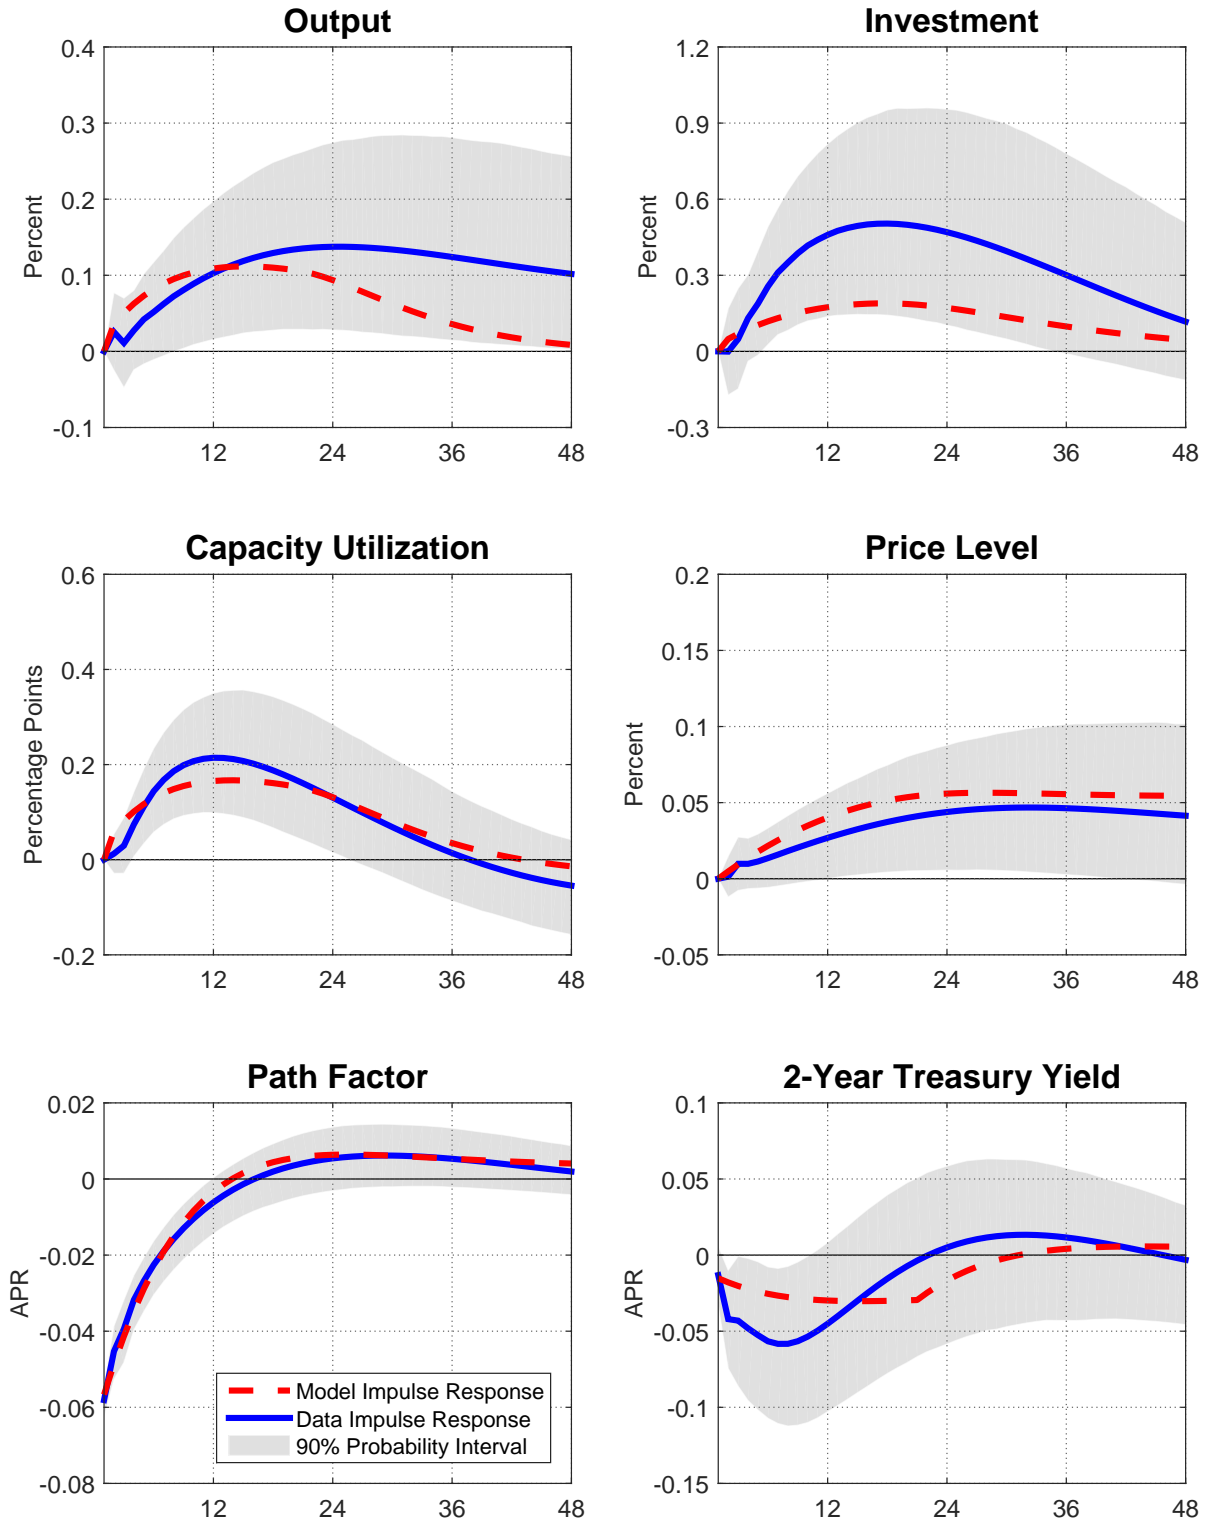 Output
0.4
0.3
0.2
0.1
0
-0.1
Percent
12 24 36 48
Investment
1.2
0.9
0.6
0.3
0
-0.3
Percent
12 24 36 48
Capacity Utilization
0.6
0.4
0.2
0
-0.2
Percentage Points
12 24 36 48
Price Level
0.2
0.15
0.1
0.05
0
-0.05
Percent
12 24 36 48
Path Factor
0.02
0
-0.02
-0.04
-0.06
-0.08
APR
Model Impulse Response
Data Impulse Response
90% Probability Interval
12 24 36 48
2-Year Treasury Yield
0.1
0.05
0
-0.05
-0.1
-0.15
APR
12 24 36 48